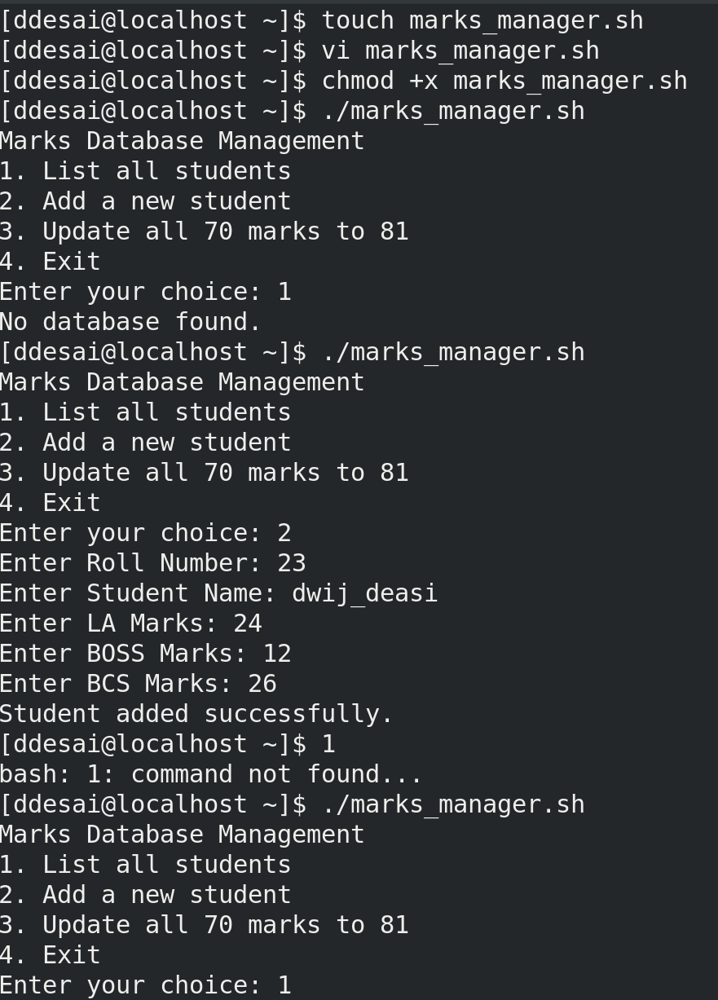 [ddesai@localhost ~]$ touch marks_manager.sh
[ddesai@localhost ~]$ vi marks_manager.sh
[ddesai@localhost ~]$ chmod +x marks_manager.sh
[ddesai@localhost ~]$ ./marks_manager.sh
Marks Database Management
1. List all students
2. Add a new student
3. Update all 70 marks to 81
4. Exit
Enter your choice: 1
No database found.
[ddesai@localhost ~]$ ./marks_manager.sh
Marks Database Management
1. List all students
2. Add a new student
3. Update all 70 marks to 81
4. Exit
Enter your choice: 2
Enter Roll Number: 23
Enter Student Name: dwij_deasi
Enter LA Marks: 24
Enter BOSS Marks: 12
Enter BCS Marks: 26
Student added successfully.
[ddesai@localhost ~]$ 1
bash: 1: command not found...
[ddesai@localhost ~]$ ./marks_manager.sh
Marks Database Management
1. List all students
2. Add a new student
3. Update all 70 marks to 81
4. Exit
Enter your choice: 1